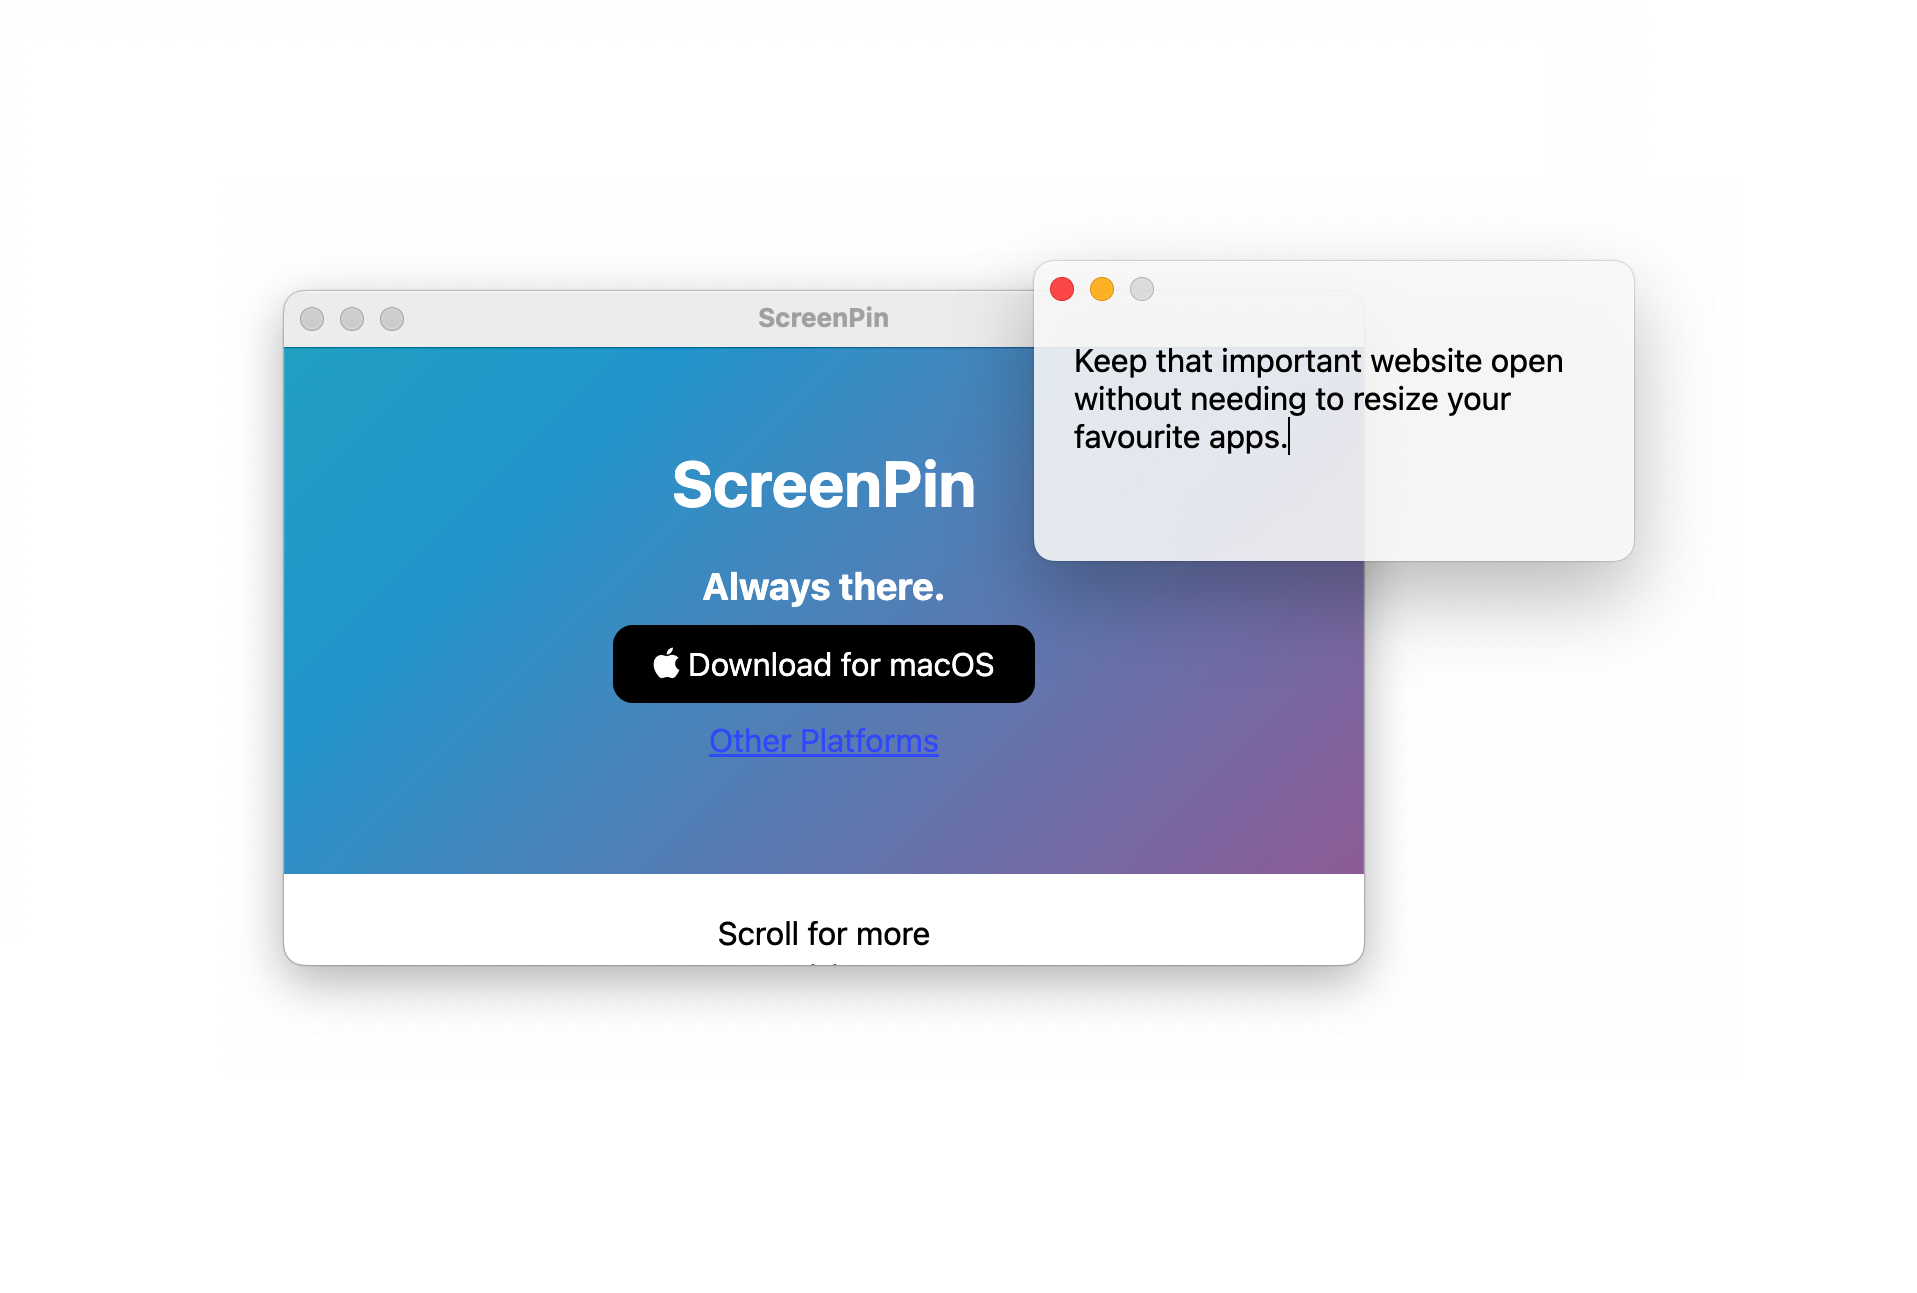 ScreenPin
Keep that important website open
without needing to resize your
favourite apps.
ScreenPin
Always there.
Download for macOS
Other Platforms
Scroll for more